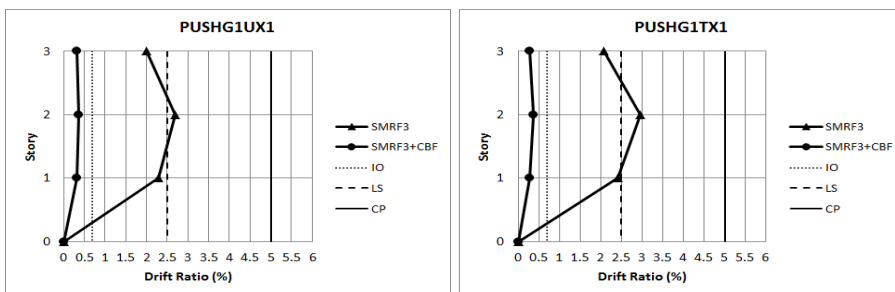 PUSHG1UX1
3
2
1
0
Story
0 0.5 1 1.5 2 2.5 3 3.5 4 4.5 5 5.5 6
Drift Ratio (%)
SMRF3
SMRF3+CBF
IO
LS
CP
PUSHG1TX1
3
2
1
0
Story
0 0.5 1 1.5 2 2.5 3 3.5 4 4.5 5 5.5 6
Drift Ratio (%)
SMRF3
SMRF3+CBF
IO
LS
CP